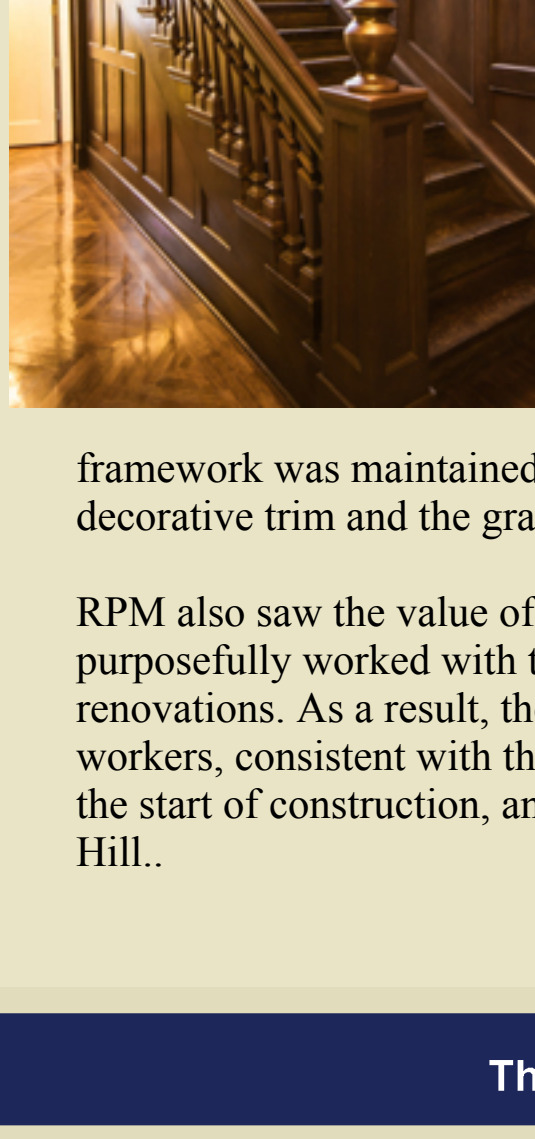 framework was maintained
decorative trim and the gra
RPM also saw the value of
purposefully worked with t
renovations. As a result, the
workers, consistent with th
the start of construction, an
Hill..
Th